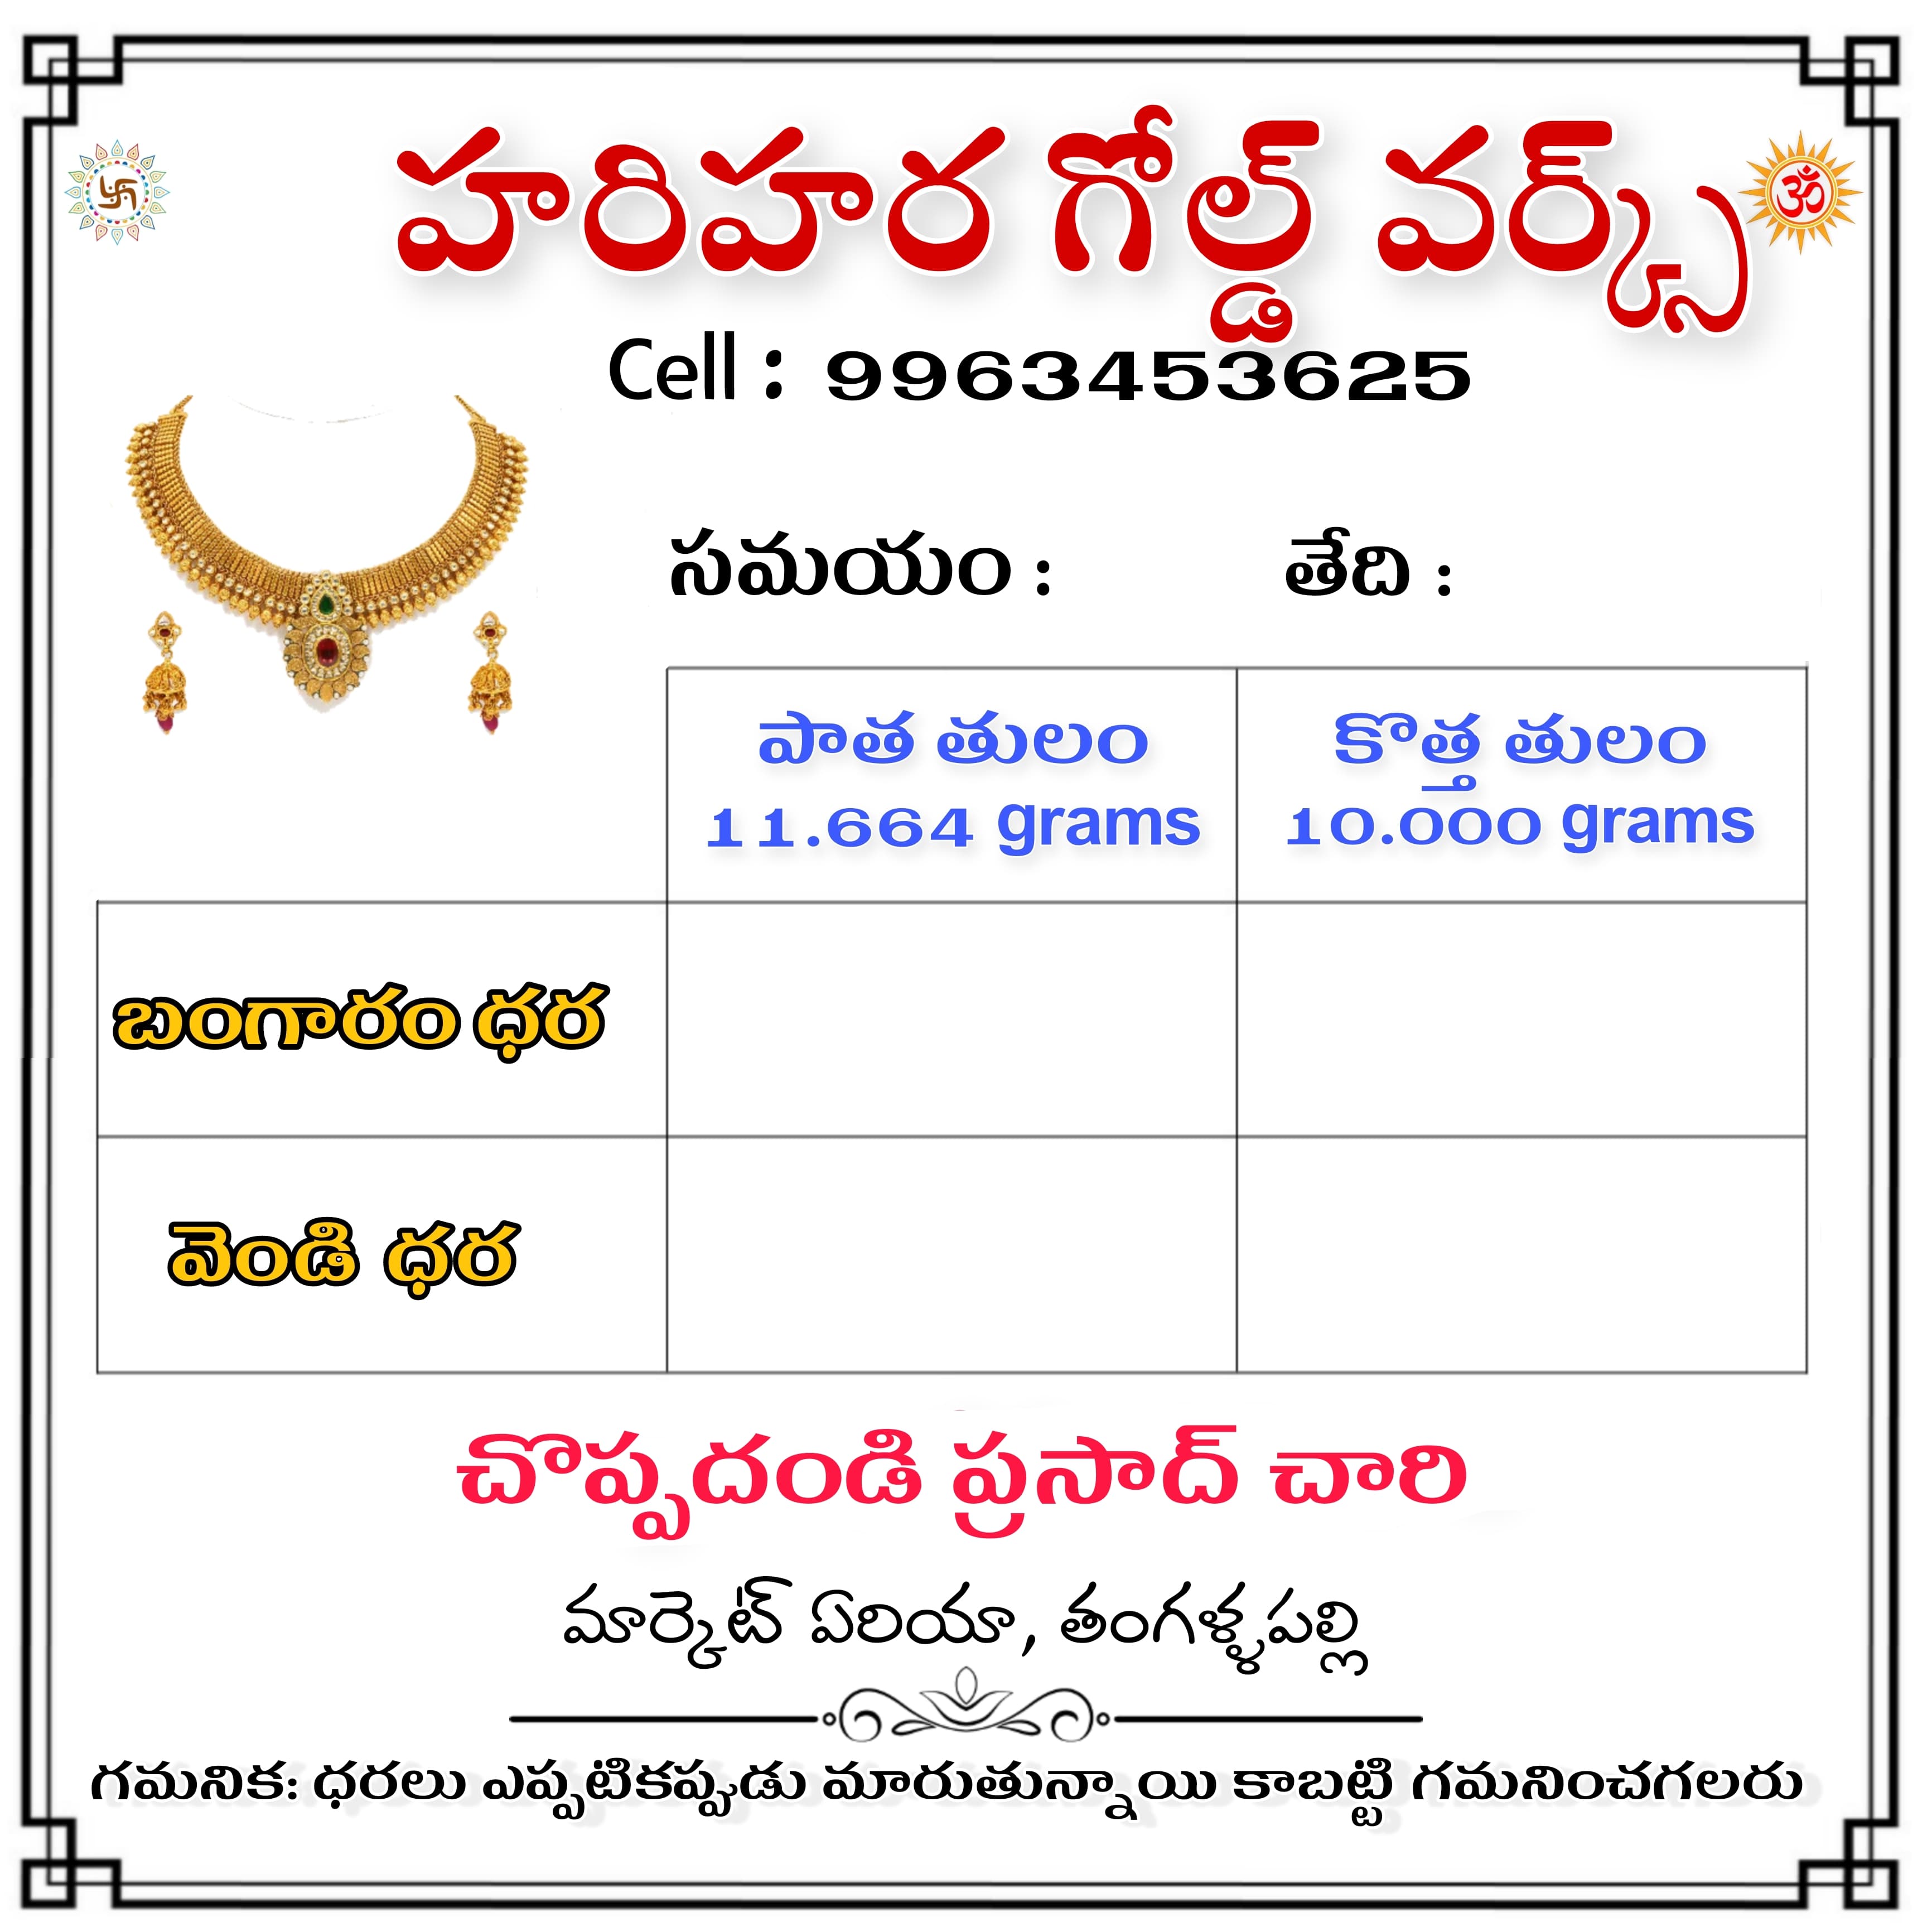 హరిహర గోల్డ్ వర్క్స్
Cell : 9963453625
సమయం : తేది :
పాత తులం కొత్త తులం
11.664 grams 10.000 grams
బంగారం ధర
వెండి ధర
చొప్పదండి ప్రసాద్ చారి
మార్కెట్ ఏరియా, తంగళ్ళపల్లి
గమనిక: ధరలు ఎప్పటికప్పుడు మారుతున్నాయి కాబట్టి గమనించగలరు